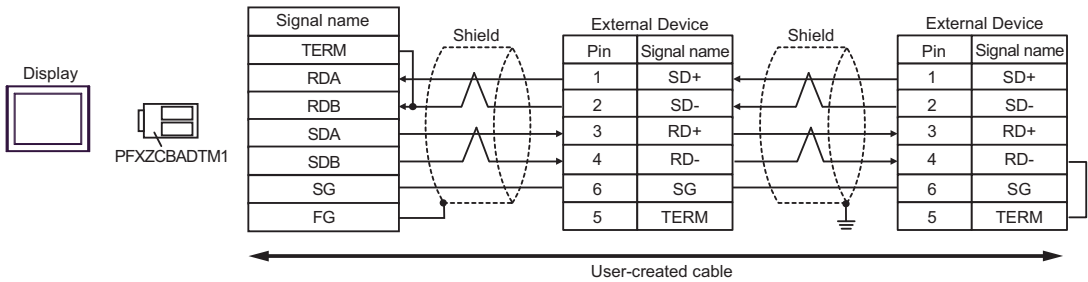 Display
PFXZCBADTM1
Signal name
TERM
RDA
RDB
SDA
SDB
SG
FG
Shield
External Device
Pin Signal name
1 SD+
2 SD-
3 RD+
4 RD-
6 SG
5 TERM
Shield
External Device
Pin Signal name
1 SD+
2 SD-
3 RD+
4 RD-
6 SG
5 TERM
User-created cable